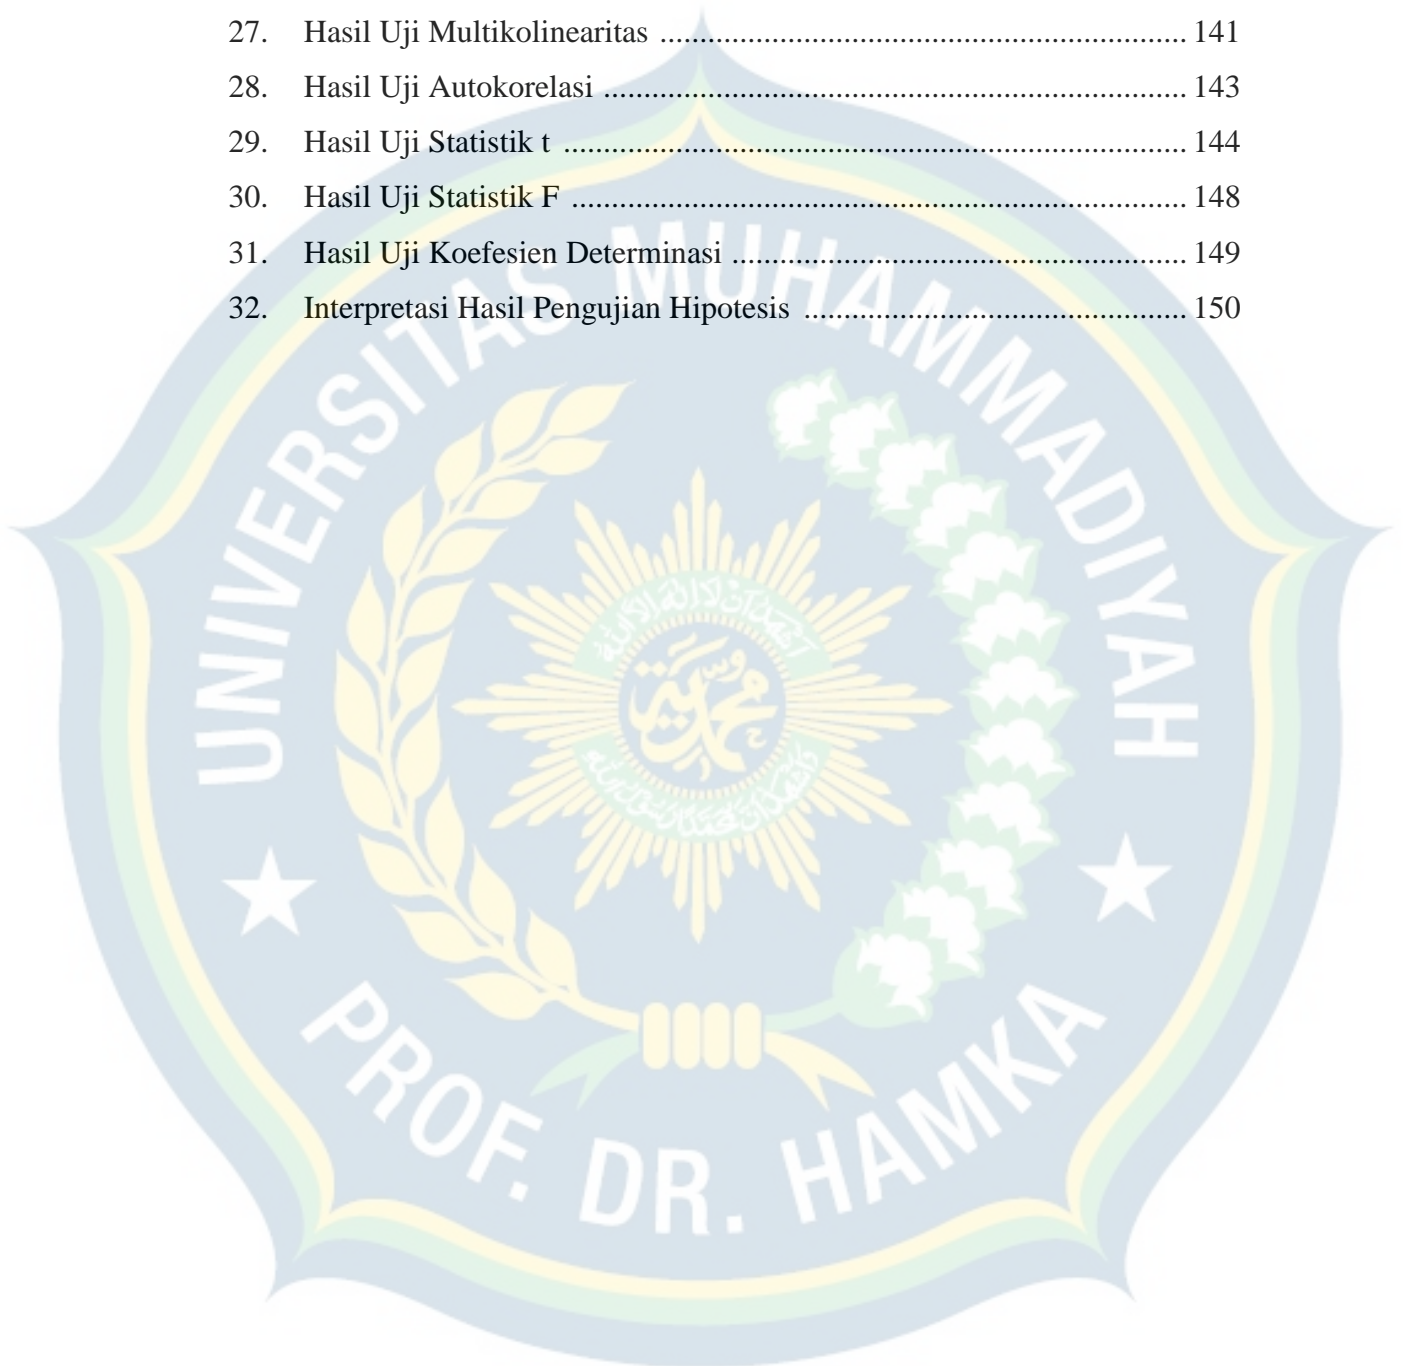 27. Hasil Uji Multikolinearitas .................................................................. 141
28. Hasil Uji Autokorelasi ......................................................................... 143
29. Hasil Uji Statistik t .............................................................................. 144
30. Hasil Uji Statistik F ............................................................................. 148
31. Hasil Uji Koefesien Determinasi ......................................................... 149
32. Interpretasi Hasil Pengujian Hipotesis ................................................ 150
UNIVERSITAS MUHAMMADIYAH
PROF. DR. HAMKA